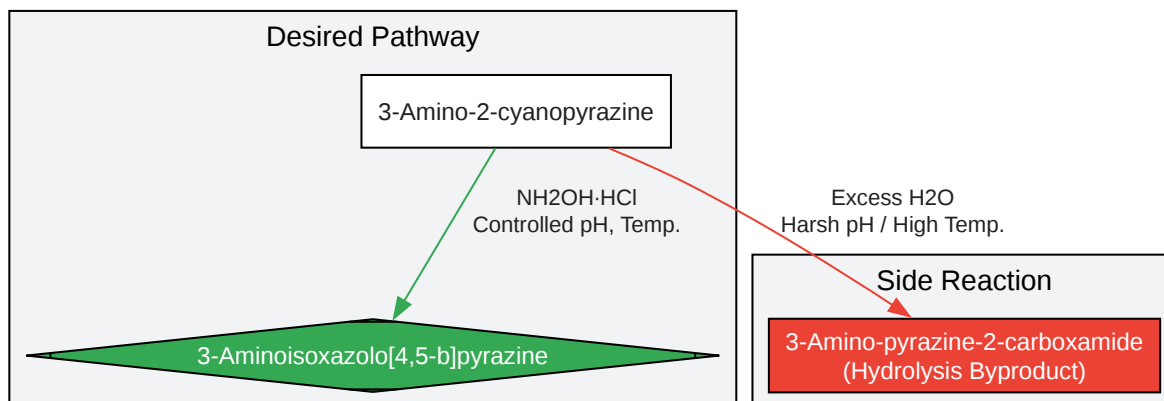 Desired Pathway
3-Amino-2-cyanopyrazine
NH2OH·HCl
Controlled pH, Temp.
Excess H2O
Harsh pH / High Temp.
Side Reaction
3-Aminoisoxazolo[4,5-b]pyrazine
3-Amino-pyrazine-2-carboxamide
(Hydrolysis Byproduct)